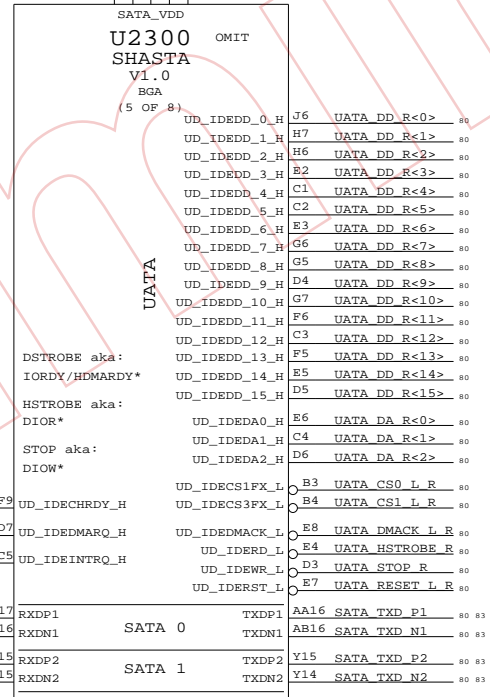 SATA_VDD
U2300 OMIT
SHASTA
V1.0
BGA
(5 OF 8)
UATA
UD_IDEDD_0_H J6 UATA_DD_R<0> 80
UD_IDEDD_1_H H7 UATA_DD_R<1> 80
UD_IDEDD_2_H H6 UATA_DD_R<2> 80
UD_IDEDD_3_H E2 UATA_DD_R<3> 80
UD_IDEDD_4_H C1 UATA_DD_R<4> 80
UD_IDEDD_5_H C2 UATA_DD_R<5> 80
UD_IDEDD_6_H E3 UATA_DD_R<6> 80
UD_IDEDD_7_H G6 UATA_DD_R<7> 80
UD_IDEDD_8_H G5 UATA_DD_R<8> 80
UD_IDEDD_9_H D4 UATA_DD_R<9> 80
UD_IDEDD_10_H G7 UATA_DD_R<10> 80
UD_IDEDD_11_H F6 UATA_DD_R<11> 80
UD_IDEDD_12_H C3 UATA_DD_R<12> 80
DSTROBE aka: UD_IDEDD_13_H F5 UATA_DD_R<13> 80
IORDY/HDMARDY* UD_IDEDD_14_H E5 UATA_DD_R<14> 80
UD_IDEDD_15_H D5 UATA_DD_R<15> 80
HSTROBE aka:
DIOR* UD_IDEDA0_H E6 UATA_DA_R<0> 80
UD_IDEDA1_H C4 UATA_DA_R<1> 80
STOP aka: UD_IDEDA2_H D6 UATA_DA_R<2> 80
DIOW*
UD_IDECS1FX_L B3 UATA_CS0_L_R 80
F9 UD_IDECHRDY_H UD_IDECS3FX_L B4 UATA_CS1_L_R 80
D7 UD_IDEDMARQ_H UD_IDEDMACK_L E8 UATA_DMACK_L_R 80
UD_IDERD_L E4 UATA_HSTROBE_R 80
C5 UD_IDEINTRQ_H UD_IDEWR_L D3 UATA_STOP_R 80
UD_IDERST_L E7 UATA_RESET_L_R 80
17 RXDP1 SATA 0 TXDP1 AA16 SATA_TXD_P1 80 83
16 RXDN1 TXDN1 AB16 SATA_TXD_N1 80 83
15 RXDP2 SATA 1 TXDP2 Y15 SATA_TXD_P2 80 83
15 RXDN2 TXDN2 Y14 SATA_TXD_N2 80 83